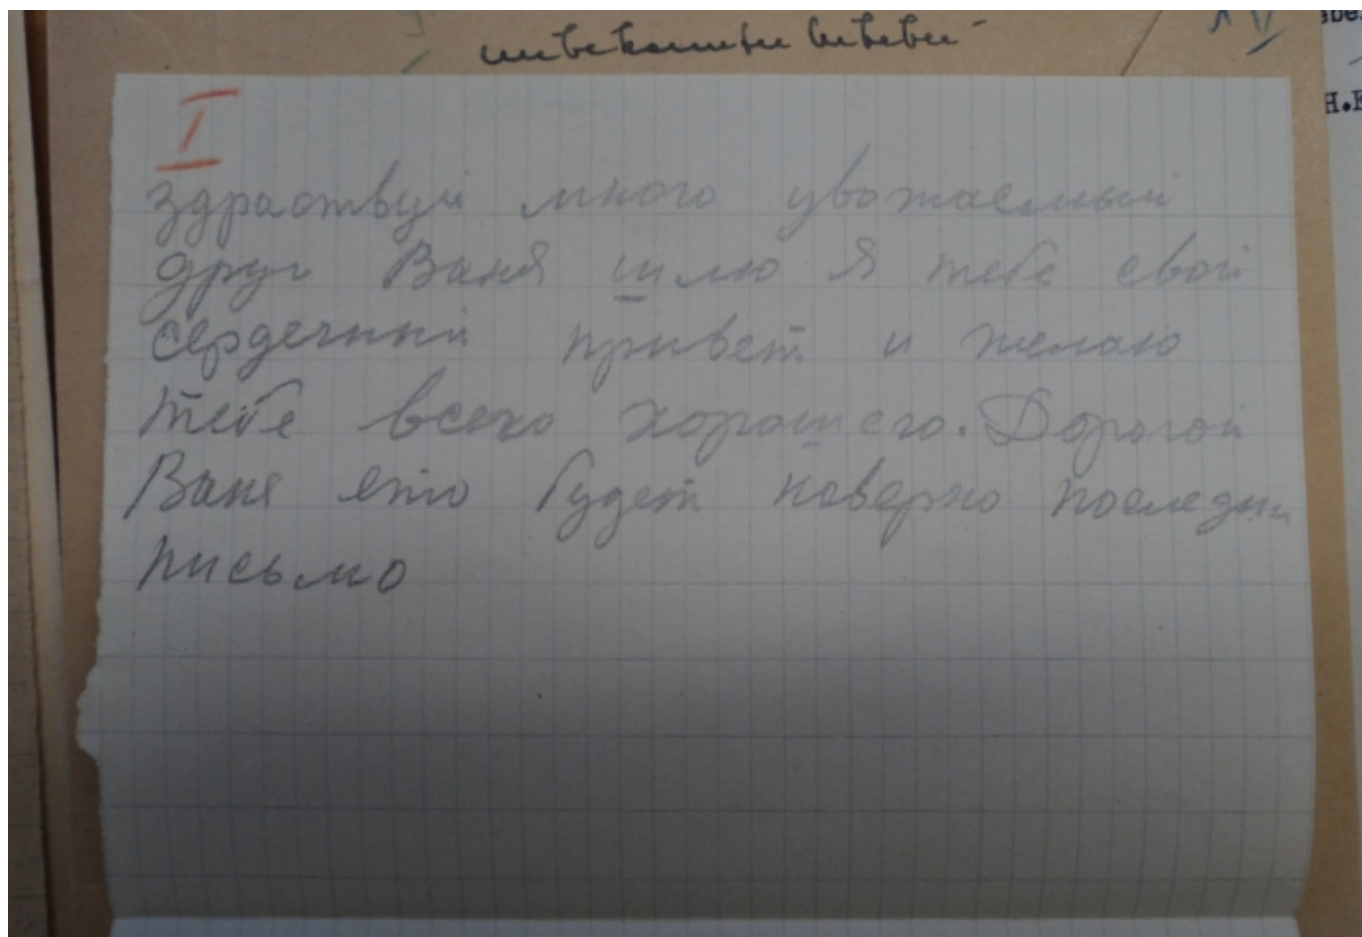 I
здраствуй много уважаемый
друг Ваня шлю я тебе свой
сердечный привет и желаю
тебе всего хорошего. Дорогой
Ваня ето будет наверно последни
письмо
Н.К